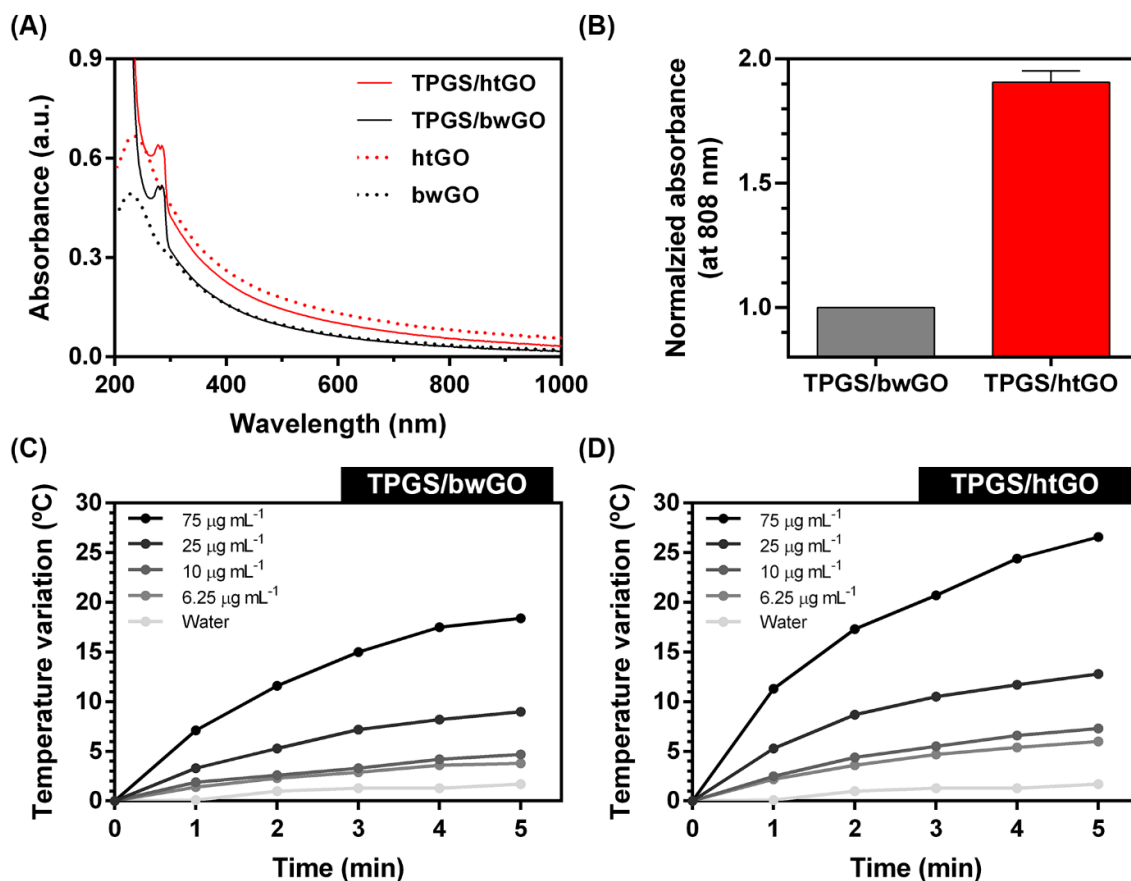 (A)
Absorbance (a.u.)
0.9
0.6
0.3
0.0
TPGS/htGO
TPGS/bwGO
htGO
bwGO
200
400
600
800
1000
Wavelength (nm)
(B)
Normalzied absorbance
(at 808 nm)
2.0
1.5
1.0
TPGS/bwGO
TPGS/htGO
(C)
TPGS/bwGO
Temperature variation (ºC)
30
25
20
15
10
5
0
75 µg mL⁻¹
25 µg mL⁻¹
10 µg mL⁻¹
6.25 µg mL⁻¹
Water
0
1
2
3
4
5
Time (min)
(D)
TPGS/htGO
Temperature variation (ºC)
30
25
20
15
10
5
0
75 µg mL⁻¹
25 µg mL⁻¹
10 µg mL⁻¹
6.25 µg mL⁻¹
Water
0
1
2
3
4
5
Time (min)